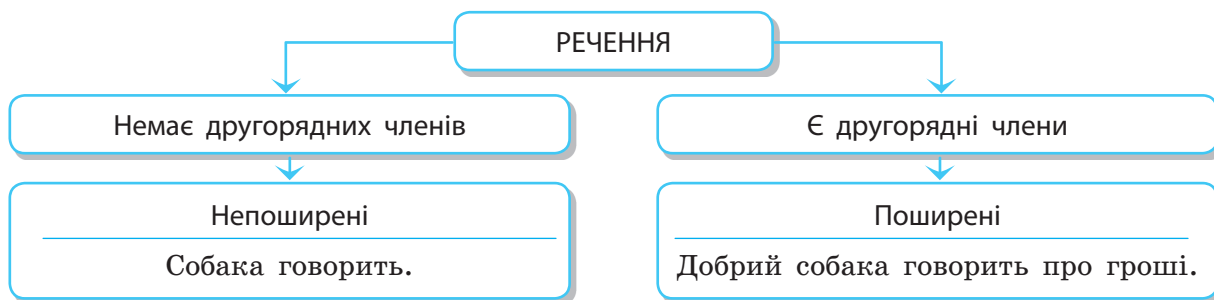 РЕЧЕННЯ
Немає другорядних членів
Є другорядні члени
Непоширені
Поширені
Собака говорить.
Добрий собака говорить про гроші.